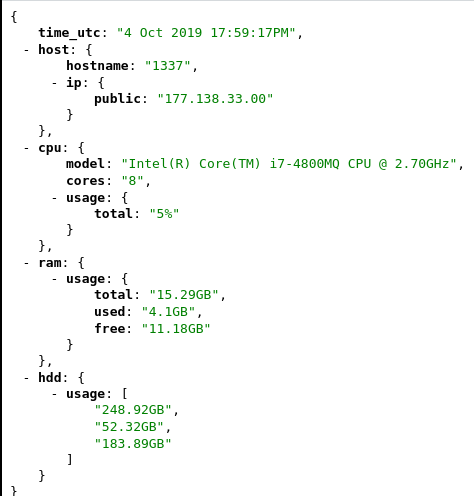 {
time_utc: "4 Oct 2019 17:59:17PM",
- host: {
hostname: "1337",
- ip: {
public: "177.138.33.00"
}
},
- cpu: {
model: "Intel(R) Core(TM) i7-4800MQ CPU @ 2.70GHz",
cores: "8",
- usage: {
total: "5%"
}
},
- ram: {
- usage: {
total: "15.29GB",
used: "4.1GB",
free: "11.18GB"
}
},
- hdd: {
- usage: [
"248.92GB",
"52.32GB",
"183.89GB"
]
}
}